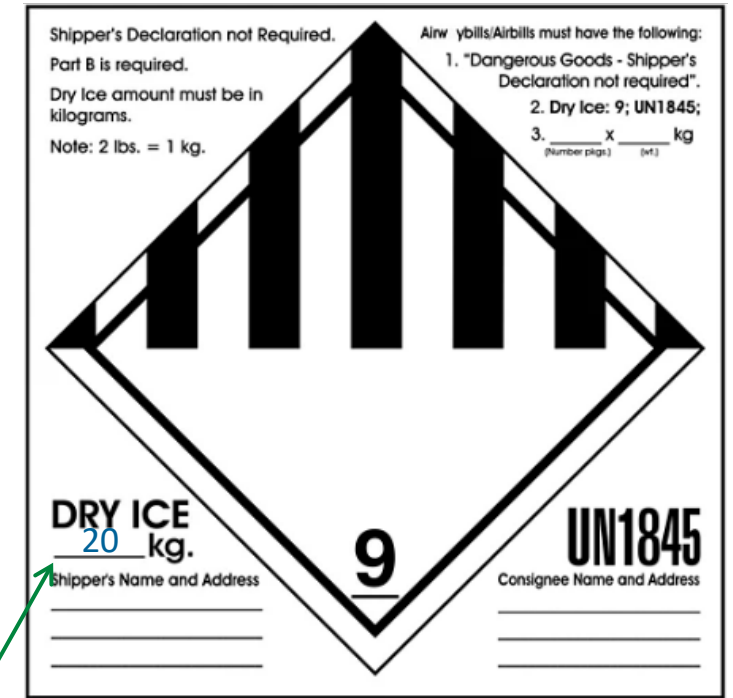 Shipper's Declaration not Required.
Part B is required.
Dry Ice amount must be in
kilograms.
Note: 2 lbs. = 1 kg.
Airw ybills/Airbills must have the following:
1. "Dangerous Goods - Shipper's
Declaration not required".
2. Dry Ice: 9; UN1845;
3. ______ x ______ kg
(Number pkgs.) (wt.)
DRY ICE
20 kg.
Shipper's Name and Address
9
UN1845
Consignee Name and Address